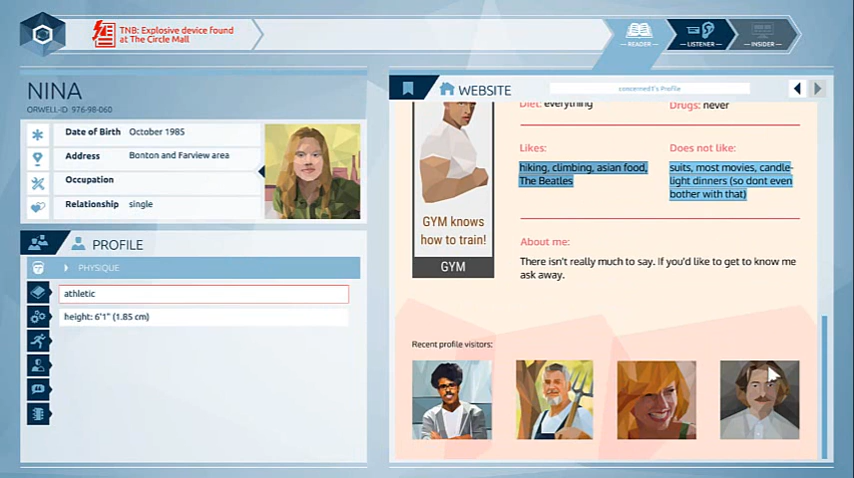 TNB: Explosive device found
at The Circle Mall
— READER —
— LISTENER —
— INSIDER —
NINA
ORWELL-ID 976-98-060
Date of Birth October 1985
Address Bonton and Farview area
Occupation
Relationship single
PROFILE
PHYSIQUE
athletic
height: 6'1" (1.85 cm)
WEBSITE
concernedT's Profile
Diet: everything
Drugs: never
Likes:
hiking, climbing, asian food,
The Beatles
Does not like:
suits, most movies, candle-
light dinners (so dont even
bother with that)
GYM knows
how to train!
GYM
About me:
There isn't really much to say. If you'd like to get to know me
ask away.
Recent profile visitors: